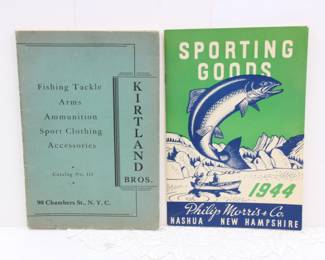 Fishing Tackle
Arms
Ammunition
Sport Clothing
Accessories
Catalog No. 111
KIRTLAND
BROS.
90 Chambers St., N. Y. C.
SPORTING
GOODS
1944
Philip Morris & Co.
NASHUA NEW HAMPSHIRE